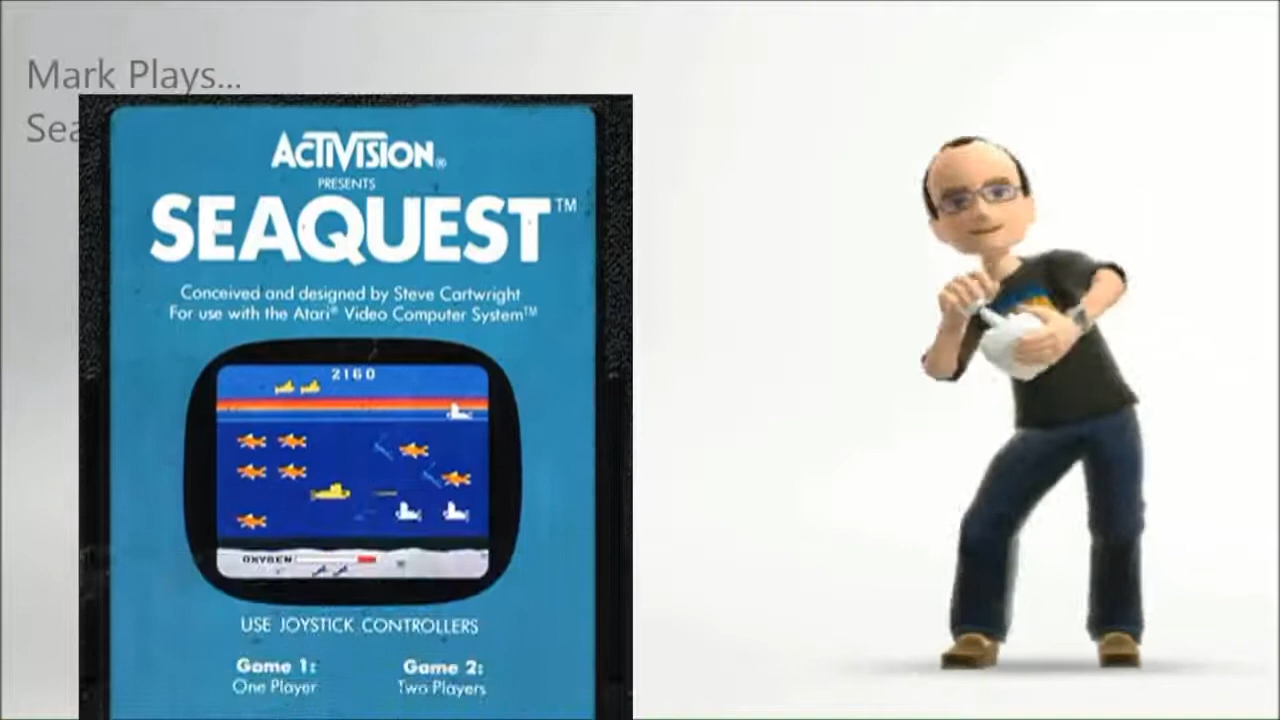 Mark Plays...
Sea
ACTIVISION®
PRESENTS
SEAQUEST™
Conceived and designed by Steve Cartwright
For use with the Atari® Video Computer System™
2160
OXYGEN
USE JOYSTICK CONTROLLERS
Game 1: Game 2:
One Player Two Players